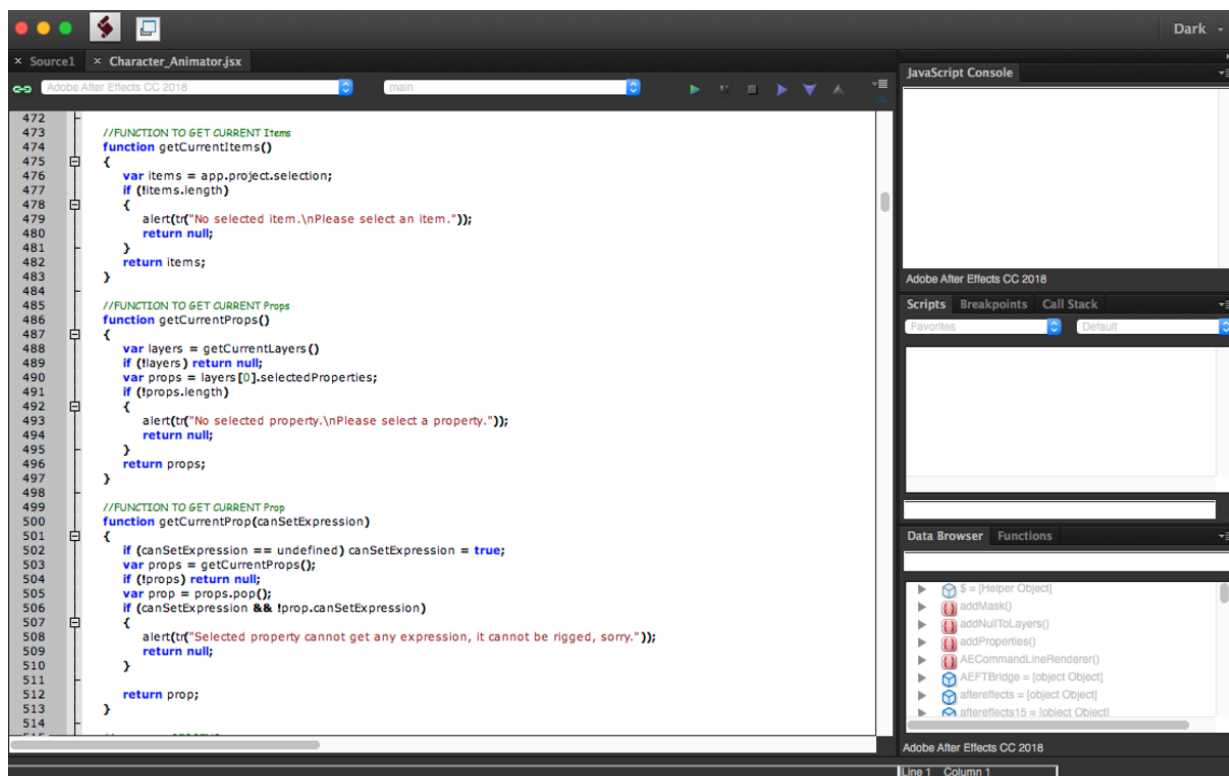 Dark
× Source1 × Character_Animator.jsx
Adobe After Effects CC 2018 main
472
473 //FUNCTION TO GET CURRENT Items
474 function getCurrentItems()
475 {
476 var items = app.project.selection;
477 if (!items.length)
478 {
479 alert(tr("No selected item.\nPlease select an item."));
480 return null;
481 }
482 return items;
483 }
484
485 //FUNCTION TO GET CURRENT Props
486 function getCurrentProps()
487 {
488 var layers = getCurrentLayers()
489 if (!layers) return null;
490 var props = layers[0].selectedProperties;
491 if (!props.length)
492 {
493 alert(tr("No selected property.\nPlease select a property."));
494 return null;
495 }
496 return props;
497 }
498
499 //FUNCTION TO GET CURRENT Prop
500 function getCurrentProp(canSetExpression)
501 {
502 if (canSetExpression == undefined) canSetExpression = true;
503 var props = getCurrentProps();
504 if (!props) return null;
505 var prop = props.pop();
506 if (canSetExpression && !prop.canSetExpression)
507 {
508 alert(tr("Selected property cannot get any expression, it cannot be rigged, sorry."));
509 return null;
510 }
511
512 return prop;
513 }
514
JavaScript Console
Adobe After Effects CC 2018
Scripts Breakpoints Call Stack
Favorites Default
Data Browser Functions
$ = [Helper Object]
addMask()
addNullToLayers()
addProperties()
AECommandLineRenderer()
AEFTBridge = [object Object]
aftereffects = [object Object]
aftereffects15 = [object Object]
Adobe After Effects CC 2018
Line 1 Column 1